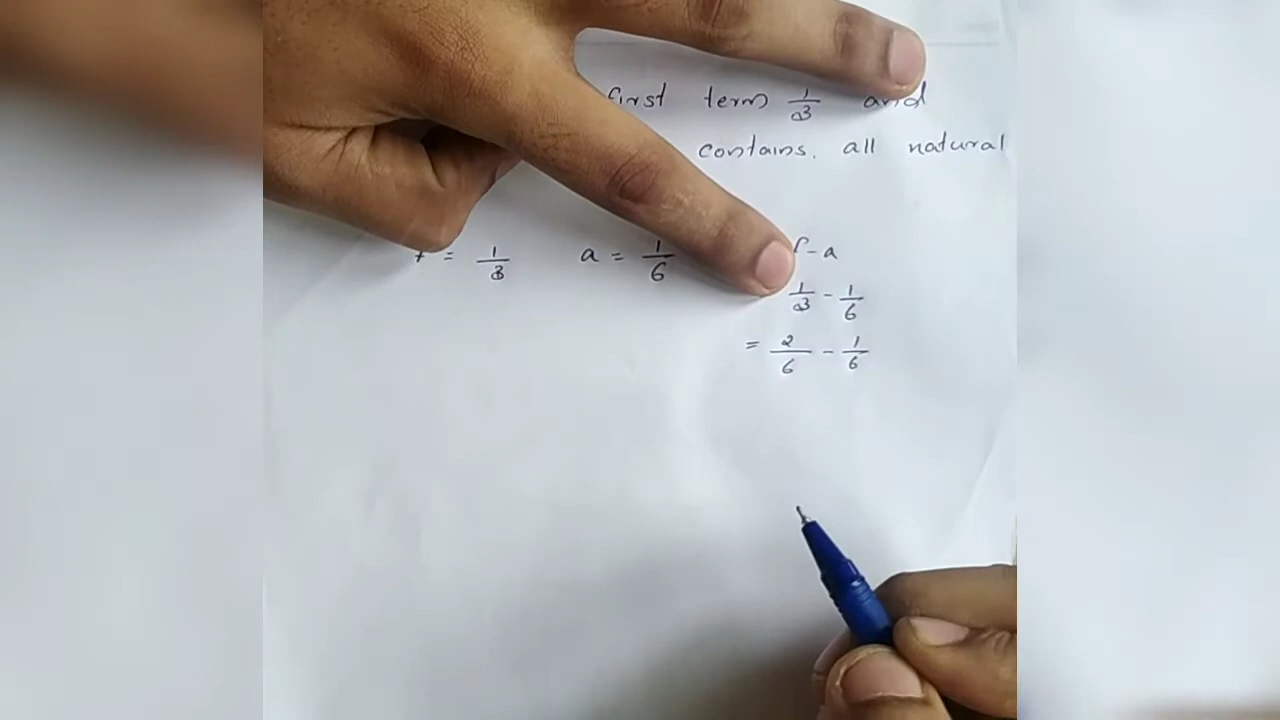 first term 1/3 and
contains. all natural
f = 1/3 a = 1/6
f - a
1/3 - 1/6
= 2/6 - 1/6